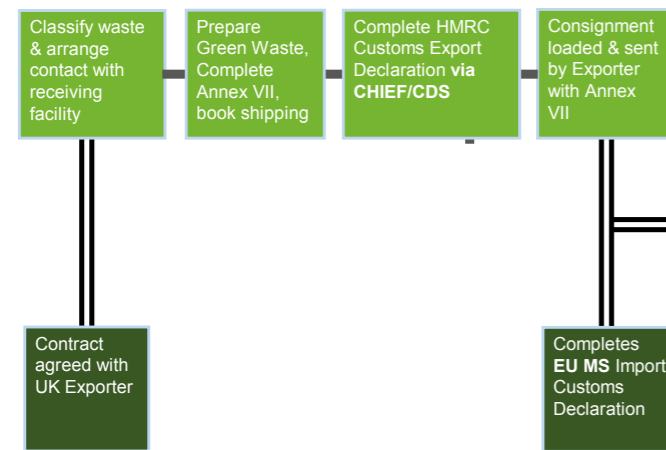 Classify waste
& arrange
contact with
receiving
facility
Prepare
Green Waste,
Complete
Annex VII,
book shipping
Complete HMRC
Customs Export
Declaration via
CHIEF/CDS
Consignment
loaded & sent
by Exporter
with Annex
VII
Contract
agreed with
UK Exporter
Completes
EU MS Import
Customs
Declaration